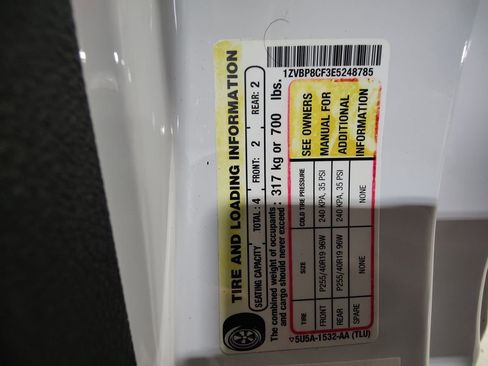 TIRE AND LOADING INFORMATION
SEATING CAPACITY TOTAL: 4 FRONT: 2 REAR: 2
The combined weight of occupants
and cargo should never exceed: 317 kg or 700 lbs.
TIRE SIZE COLD TIRE PRESSURE
FRONT P255/40R19 96W 240 KPA, 35 PSI
REAR P255/40R19 96W 240 KPA, 35 PSI
SPARE NONE NONE
SEE OWNERS
MANUAL FOR
ADDITIONAL
INFORMATION
5U5A-1532-AA (TLU)
1ZVBP8CF3E5248785